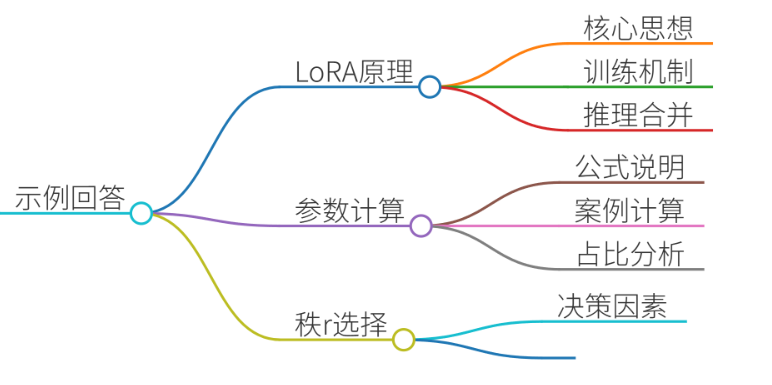 示例回答
LoRA原理
核心思想
训练机制
推理合并
参数计算
公式说明
案例计算
占比分析
秩r选择
决策因素